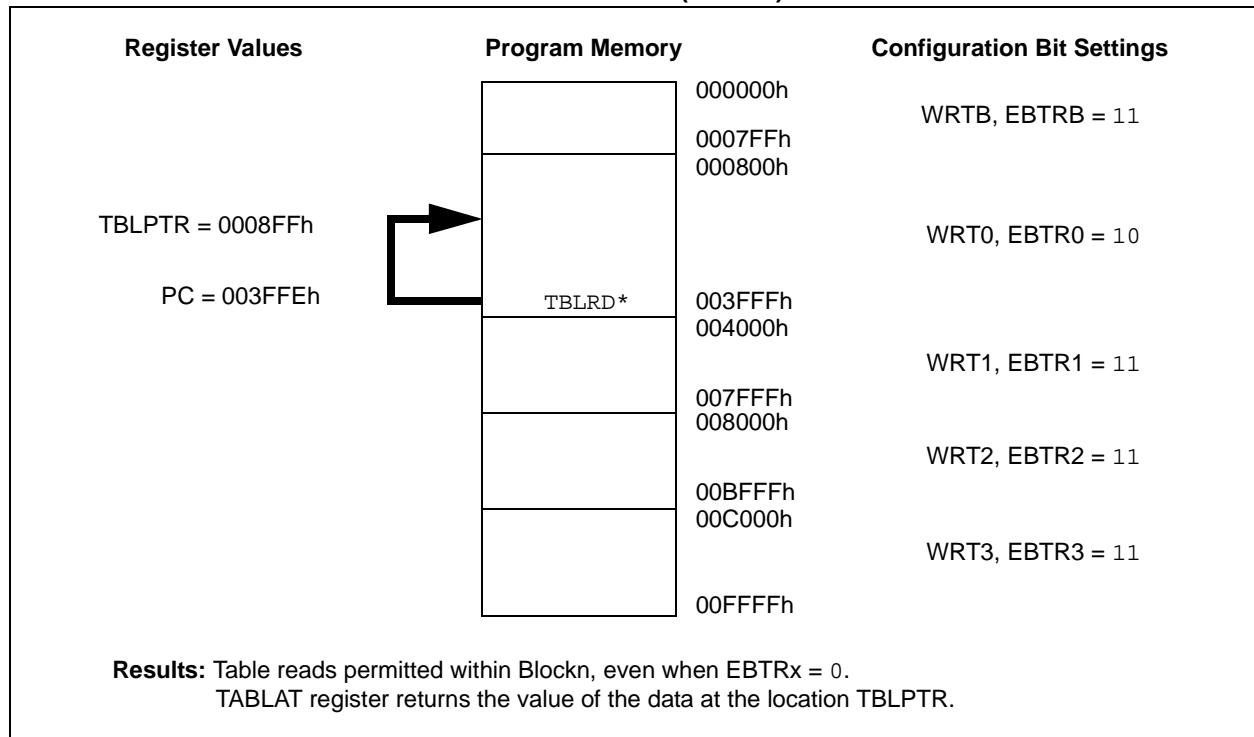 Register Values Program Memory Configuration Bit Settings
000000h
WRTB, EBTRB = 11
0007FFh
000800h
TBLPTR = 0008FFh
WRT0, EBTR0 = 10
PC = 003FFEh
TBLRD* 003FFFh
004000h
WRT1, EBTR1 = 11
007FFFh
008000h
WRT2, EBTR2 = 11
00BFFFh
00C000h
WRT3, EBTR3 = 11
00FFFFh
Results: Table reads permitted within Blockn, even when EBTRx = 0.
TABLAT register returns the value of the data at the location TBLPTR.